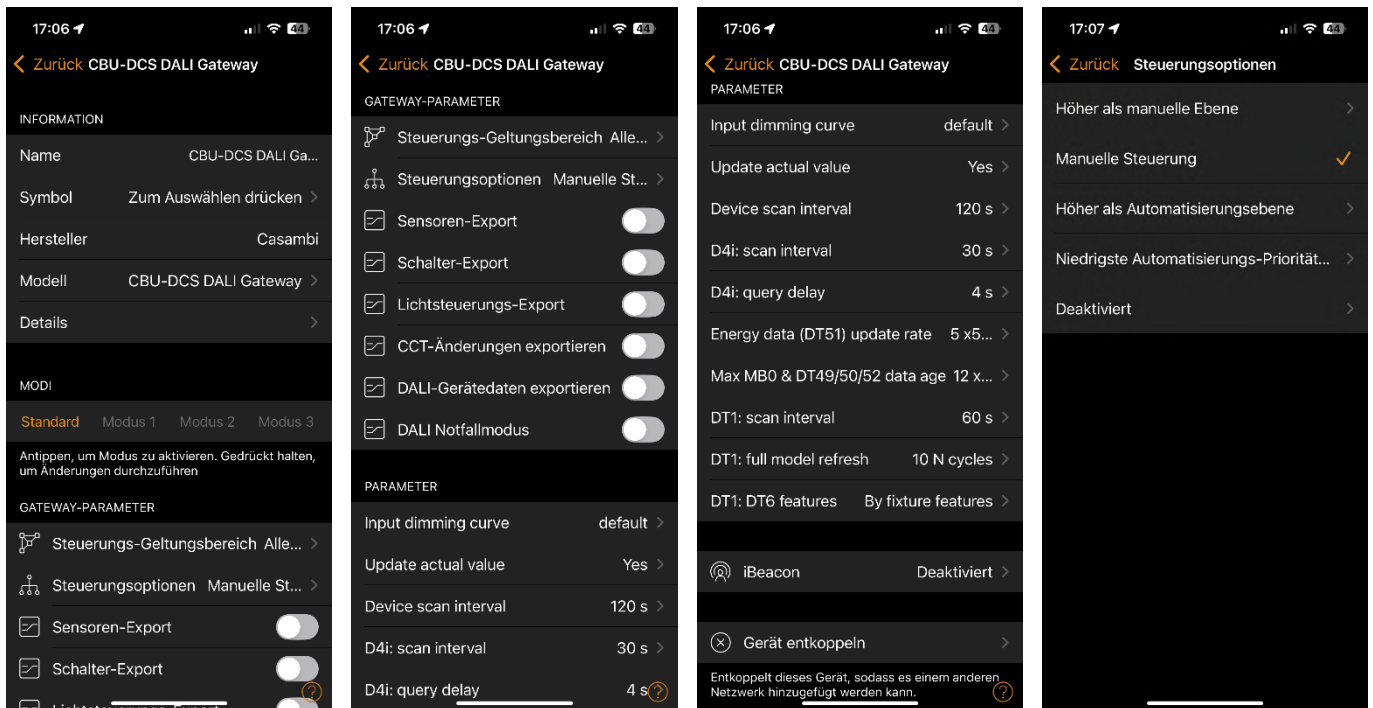 17:06
44
Zurück CBU-DCS DALI Gateway
INFORMATION
Name CBU-DCS DALI Ga...
Symbol Zum Auswählen drücken
Hersteller Casambi
Modell CBU-DCS DALI Gateway
Details
MODI
Standard Modus 1 Modus 2 Modus 3
Antippen, um Modus zu aktivieren. Gedrückt halten,
um Änderungen durchzuführen
GATEWAY-PARAMETER
Steuerungs-Geltungsbereich Alle...
Steuerungsoptionen Manuelle St...
Sensoren-Export
Schalter-Export
17:06
44
Zurück CBU-DCS DALI Gateway
GATEWAY-PARAMETER
Steuerungs-Geltungsbereich Alle...
Steuerungsoptionen Manuelle St...
Sensoren-Export
Schalter-Export
Lichtsteuerungs-Export
CCT-Änderungen exportieren
DALI-Gerätedaten exportieren
DALI Notfallmodus
PARAMETER
Input dimming curve default
Update actual value Yes
Device scan interval 120 s
D4i: scan interval 30 s
D4i: query delay 4 s
?
17:06
44
Zurück CBU-DCS DALI Gateway
PARAMETER
Input dimming curve default
Update actual value Yes
Device scan interval 120 s
D4i: scan interval 30 s
D4i: query delay 4 s
Energy data (DT51) update rate 5 x5...
Max MB0 & DT49/50/52 data age 12 x...
DT1: scan interval 60 s
DT1: full model refresh 10 N cycles
DT1: DT6 features By fixture features
iBeacon Deaktiviert
Gerät entkoppeln
Entkoppelt dieses Gerät, sodass es einem anderen
Netzwerk hinzugefügt werden kann.
?
17:07
44
Zurück Steuerungsoptionen
Höher als manuelle Ebene
Manuelle Steuerung
Höher als Automatisierungsebene
Niedrigste Automatisierungs-Priorität...
Deaktiviert